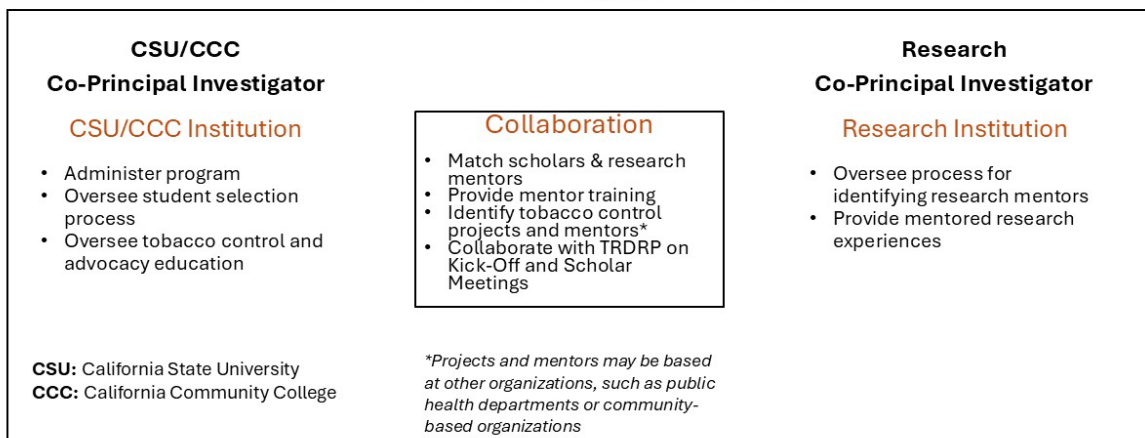 CSU/CCC
Co-Principal Investigator
CSU/CCC Institution
• Administer program
• Oversee student selection
process
• Oversee tobacco control and
advocacy education
CSU: California State University
CCC: California Community College
Collaboration
• Match scholars & research
mentors
• Provide mentor training
• Identify tobacco control
projects and mentors*
• Collaborate with TRDRP on
Kick-Off and Scholar
Meetings
*Projects and mentors may be based
at other organizations, such as public
health departments or community-
based organizations
Research
Co-Principal Investigator
Research Institution
• Oversee process for
identifying research mentors
• Provide mentored research
experiences